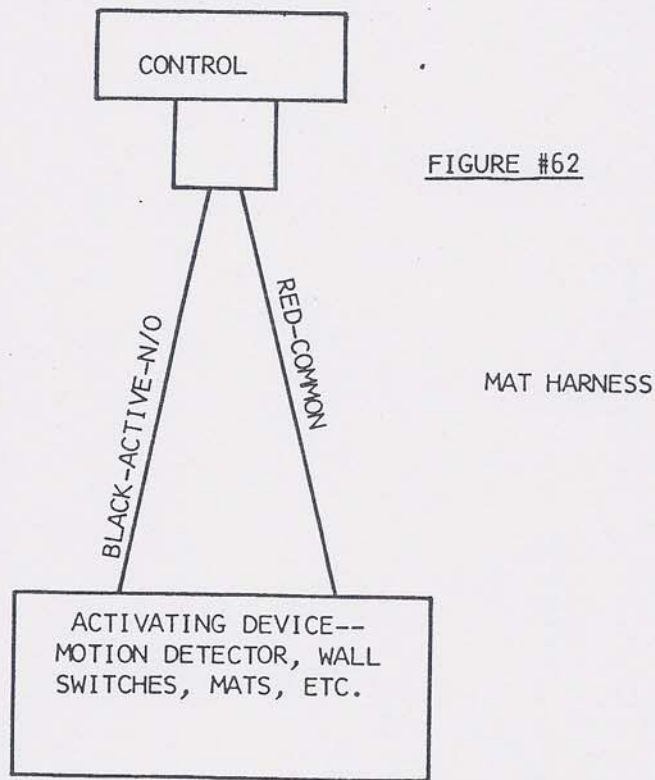 CONTROL
FIGURE #62
BLACK-ACTIVE-N/O
RED-COMMON
MAT HARNESS
ACTIVATING DEVICE--
MOTION DETECTOR, WALL
SWITCHES, MATS, ETC.